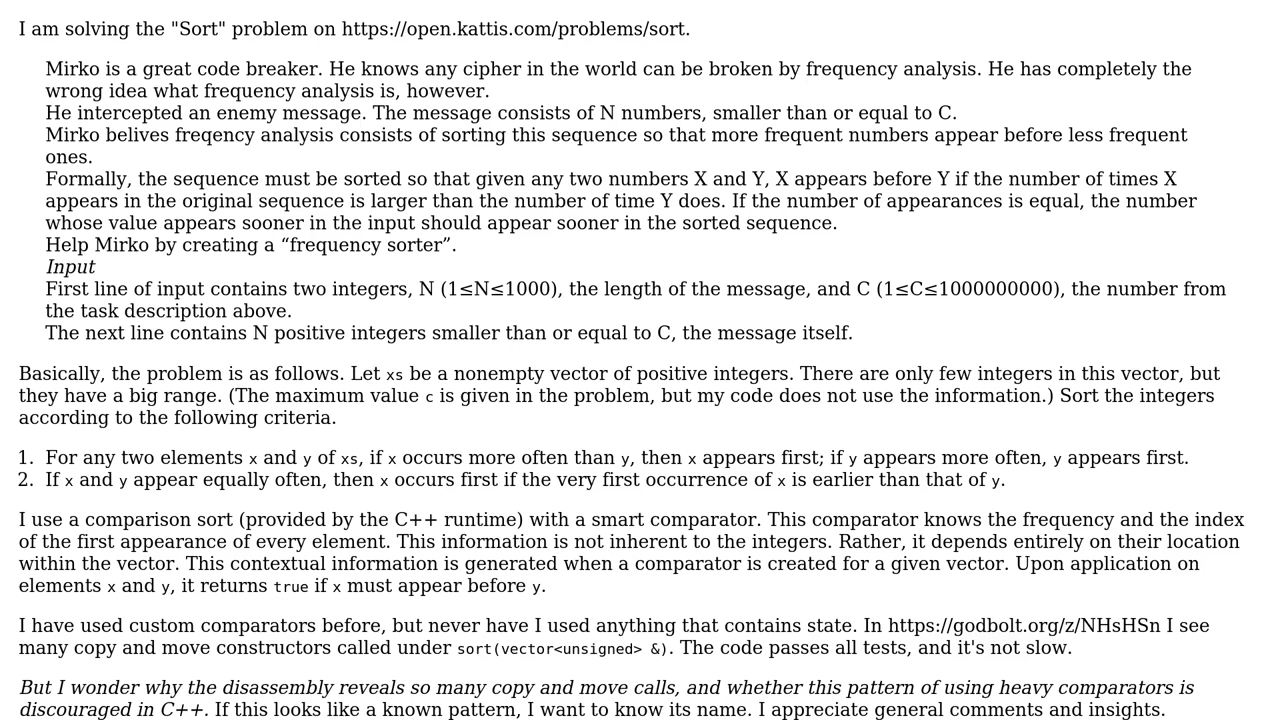 I am solving the "Sort" problem on https://open.kattis.com/problems/sort.
Mirko is a great code breaker. He knows any cipher in the world can be broken by frequency analysis. He has completely the
wrong idea what frequency analysis is, however.
He intercepted an enemy message. The message consists of N numbers, smaller than or equal to C.
Mirko belives freqency analysis consists of sorting this sequence so that more frequent numbers appear before less frequent
ones.
Formally, the sequence must be sorted so that given any two numbers X and Y, X appears before Y if the number of times X
appears in the original sequence is larger than the number of time Y does. If the number of appearances is equal, the number
whose value appears sooner in the input should appear sooner in the sorted sequence.
Help Mirko by creating a “frequency sorter”.
Input
First line of input contains two integers, N (1≤N≤1000), the length of the message, and C (1≤C≤1000000000), the number from
the task description above.
The next line contains N positive integers smaller than or equal to C, the message itself.
Basically, the problem is as follows. Let xs be a nonempty vector of positive integers. There are only few integers in this vector, but
they have a big range. (The maximum value c is given in the problem, but my code does not use the information.) Sort the integers
according to the following criteria.
1. For any two elements x and y of xs, if x occurs more often than y, then x appears first; if y appears more often, y appears first.
2. If x and y appear equally often, then x occurs first if the very first occurrence of x is earlier than that of y.
I use a comparison sort (provided by the C++ runtime) with a smart comparator. This comparator knows the frequency and the index
of the first appearance of every element. This information is not inherent to the integers. Rather, it depends entirely on their location
within the vector. This contextual information is generated when a comparator is created for a given vector. Upon application on
elements x and y, it returns true if x must appear before y.
I have used custom comparators before, but never have I used anything that contains state. In https://godbolt.org/z/NHsHSn I see
many copy and move constructors called under sort(vector<unsigned> &). The code passes all tests, and it's not slow.
But I wonder why the disassembly reveals so many copy and move calls, and whether this pattern of using heavy comparators is
discouraged in C++. If this looks like a known pattern, I want to know its name. I appreciate general comments and insights.